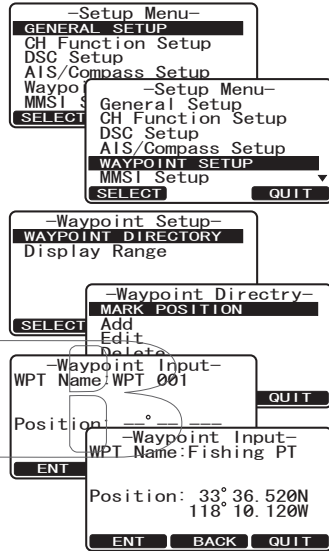 -Setup Menu-
GENERAL SETUP
CH Function Setup
DSC Setup
AIS/Compass Setup
Waypoi
MMSI S
SELECT
-Setup Menu-
General Setup
CH Function Setup
DSC Setup
AIS/Compass Setup
WAYPOINT SETUP
MMSI Setup
SELECT QUIT
-Waypoint Setup-
WAYPOINT DIRECTORY
Display Range
SELECT
-Waypoint Directry-
MARK POSITION
Add
Edit
Delete
QUIT
-Waypoint Input-
WPT Name:WPT 001
Position: --°-- ---
ENT
-Waypoint Input-
WPT Name:Fishing PT
Position: 33°36.520N
118°10.120W
ENT BACK QUIT